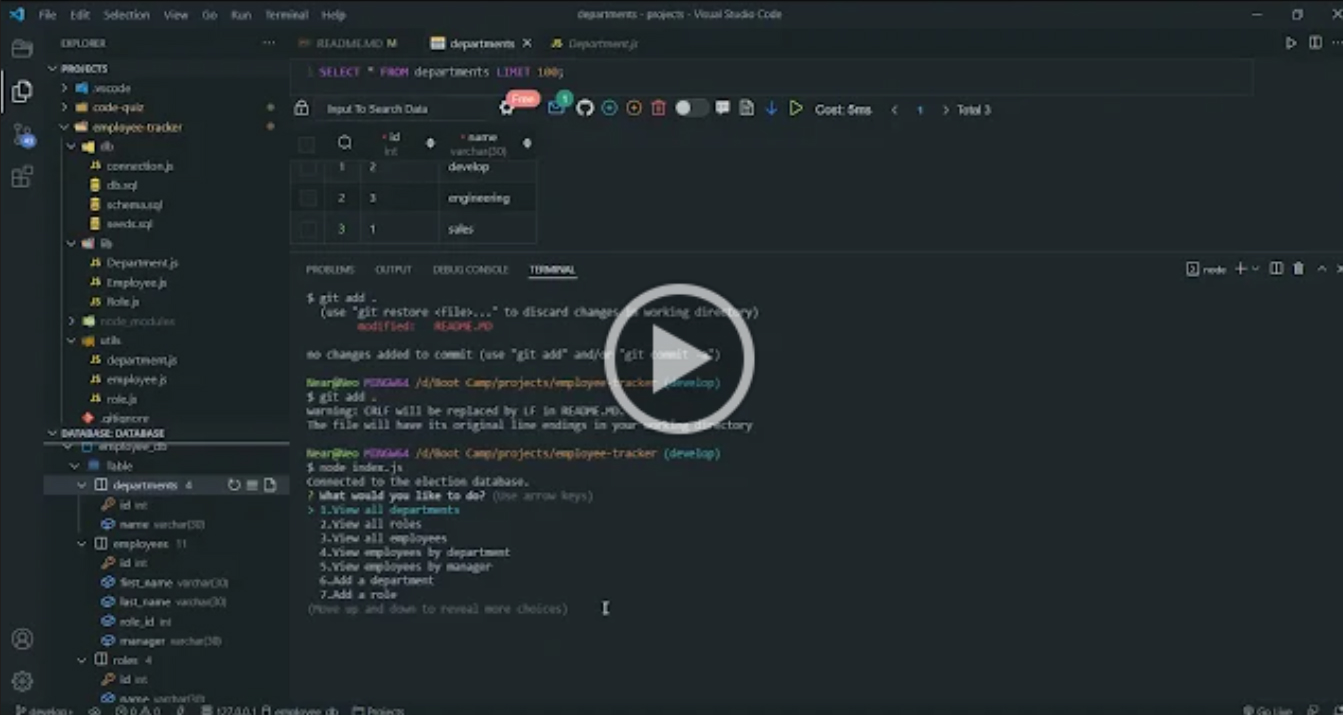 File Edit Selection View Go Run Terminal Help
departments - projects - Visual Studio Code
EXPLORER
README.MD M
departments
Department.js
PROJECTS
.vscode
code-quiz
employee-tracker
db
connection.js
db.sql
schema.sql
seeds.sql
lib
Department.js
Employee.js
Role.js
node_modules
utils
department.js
employee.js
role.js
.gitignore
DATABASE: DATABASE
employee_db
Table
departments 4
id int
name varchar(30)
employees 11
id int
first_name varchar(30)
last_name varchar(30)
role_id int
manager varchar(30)
roles 4
id int
name varchar(30)
1 SELECT * FROM departments LIMIT 100;
Input To Search Data
Free
1
Cost: 5ms
1
Total 3
* id
int
* name
varchar(30)
1 2 develop
2 3 engineering
3 1 sales
PROBLEMS OUTPUT DEBUG CONSOLE TERMINAL
node
$ git add .
(use "git restore <file>..." to discard changes in working directory)
modified: README.MD
no changes added to commit (use "git add" and/or "git commit -a")
Near@Neo MINGW64 /d/Boot Camp/projects/employee-tracker (develop)
$ git add .
warning: CRLF will be replaced by LF in README.MD.
The file will have its original line endings in your working directory
Near@Neo MINGW64 /d/Boot Camp/projects/employee-tracker (develop)
$ node index.js
Connected to the election database.
? What would you like to do? (Use arrow keys)
> 1.View all departments
2.View all roles
3.View all employees
4.View employees by department
5.View employees by manager
6.Add a department
7.Add a role
(Move up and down to reveal more choices)
develop+
0 0
127.0.0.1
employee_db
Projects
Go Live